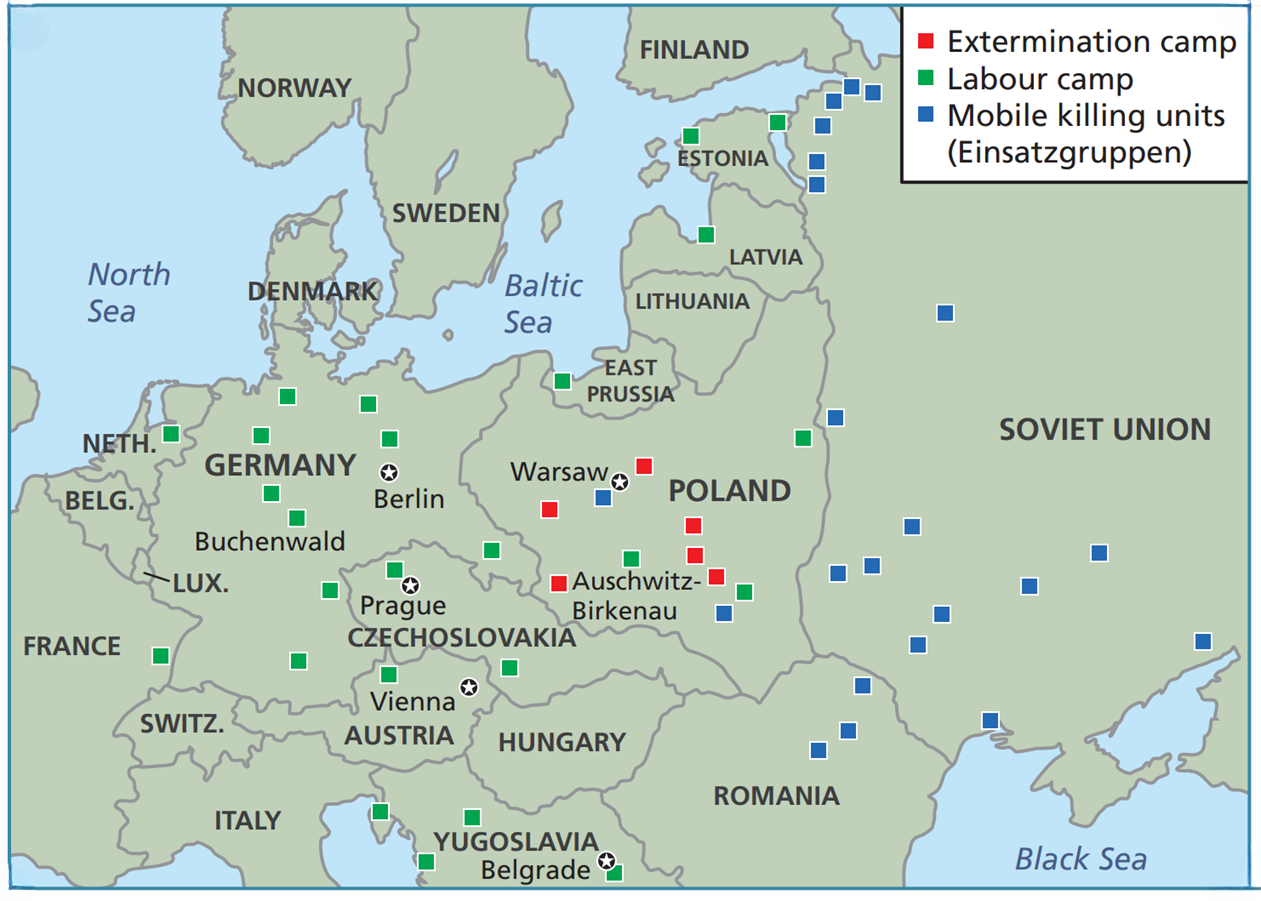 Extermination camp
Labour camp
Mobile killing units
(Einsatzgruppen)
FINLAND
NORWAY
ESTONIA
SWEDEN
LATVIA
North
Sea
DENMARK
Baltic
Sea
LITHUANIA
EAST
PRUSSIA
SOVIET UNION
NETH.
GERMANY
Warsaw
POLAND
BELG.
Berlin
Buchenwald
LUX.
Auschwitz-
Birkenau
Prague
CZECHOSLOVAKIA
FRANCE
Vienna
SWITZ.
AUSTRIA
HUNGARY
ROMANIA
ITALY
YUGOSLAVIA
Belgrade
Black Sea